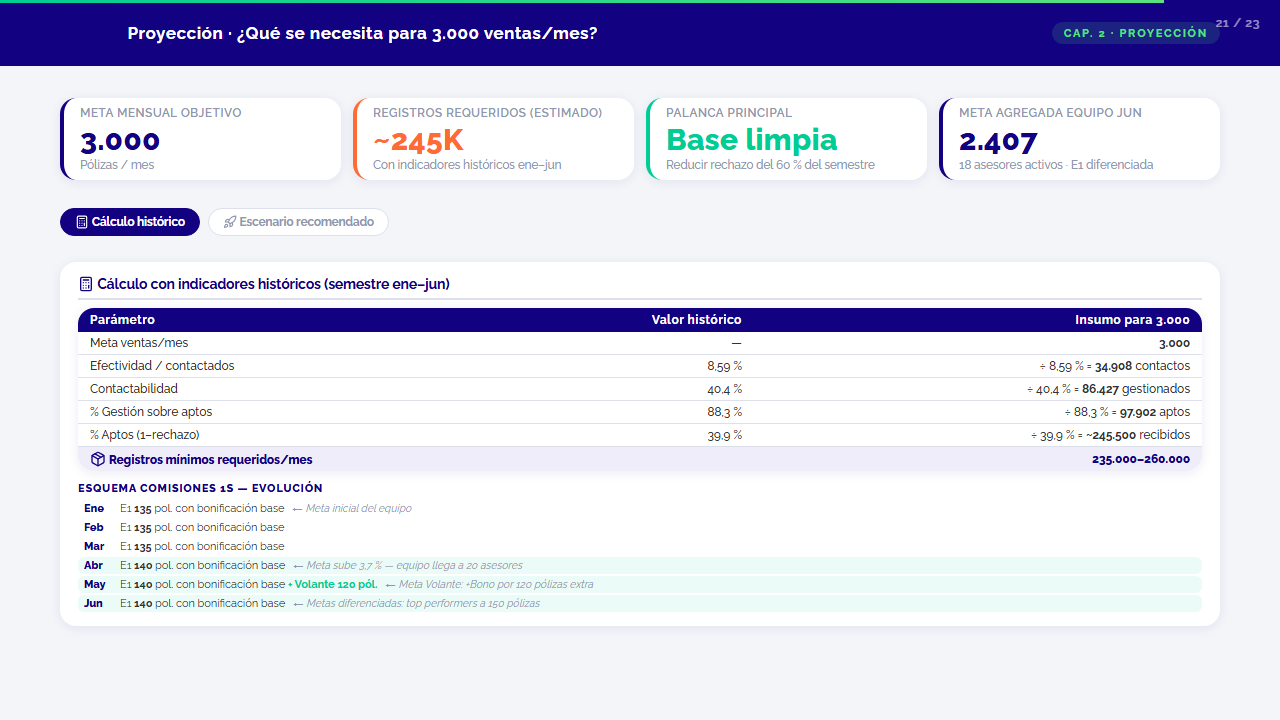 Proyección · ¿Qué se necesita para 3.000 ventas/mes?
CAP. 2 · PROYECCIÓN
21 / 23
META MENSUAL OBJETIVO
3.000
Pólizas / mes
REGISTROS REQUERIDOS (ESTIMADO)
~245K
Con indicadores históricos ene–jun
PALANCA PRINCIPAL
Base limpia
Reducir rechazo del 60 % del semestre
META AGREGADA EQUIPO JUN
2.407
18 asesores activos · E1 diferenciada
Cálculo histórico
Escenario recomendado
Cálculo con indicadores históricos (semestre ene–jun)
Parámetro Valor histórico Insumo para 3.000
Meta ventas/mes — 3.000
Efectividad / contactados 8,59 % ÷ 8,59 % = 34.908 contactos
Contactabilidad 40,4 % ÷ 40,4 % = 86.427 gestionados
% Gestión sobre aptos 88,3 % ÷ 88,3 % = 97.902 aptos
% Aptos (1−rechazo) 39,9 % ÷ 39,9 % = ~245.500 recibidos
Registros mínimos requeridos/mes 235.000–260.000
ESQUEMA COMISIONES 1S — EVOLUCIÓN
Ene E1 135 pol. con bonificación base ← Meta inicial del equipo
Feb E1 135 pol. con bonificación base
Mar E1 135 pol. con bonificación base
Abr E1 140 pol. con bonificación base ← Meta sube 3,7 % — equipo llega a 20 asesores
May E1 140 pol. con bonificación base + Volante 120 pól. ← Meta Volante: +Bono por 120 pólizas extra
Jun E1 140 pol. con bonificación base ← Metas diferenciadas: top performers a 150 pólizas